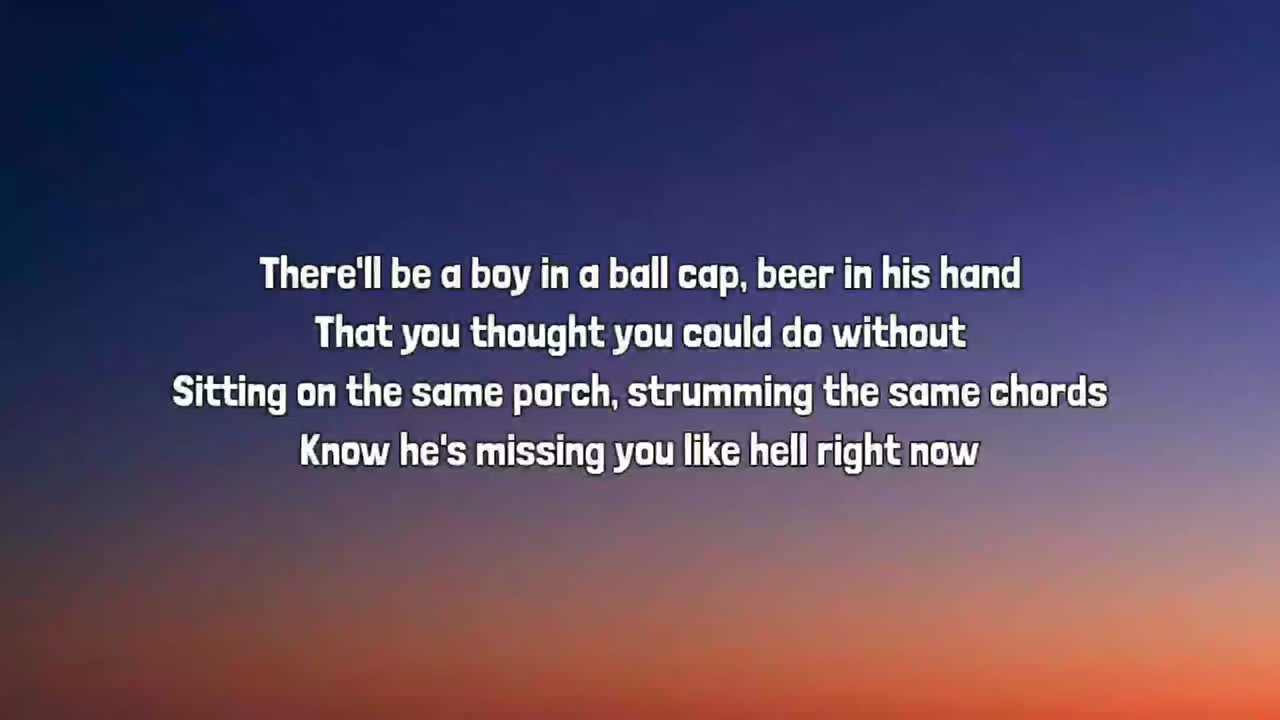 There'll be a boy in a ball cap, beer in his hand
That you thought you could do without
Sitting on the same porch, strumming the same chords
Know he's missing you like hell right now